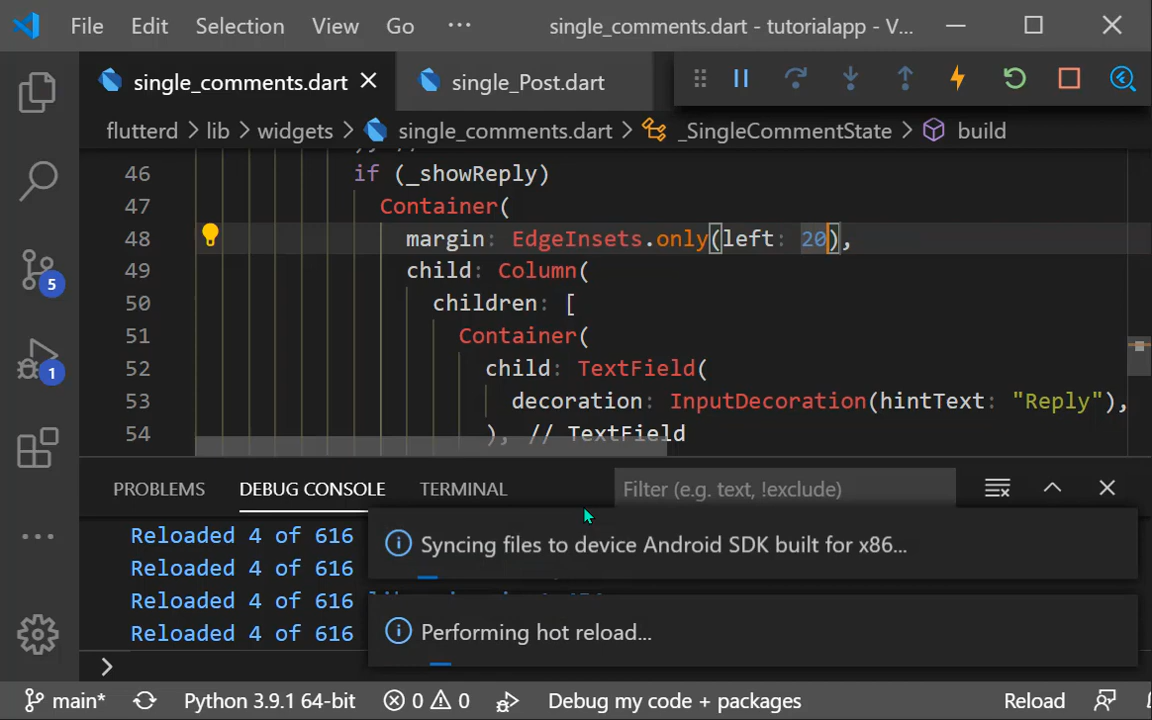 File Edit Selection View Go ··· single_comments.dart - tutorialapp - V...
single_comments.dart single_Post.dart
flutterd > lib > widgets > single_comments.dart > _SingleCommentState > build
46 if (_showReply)
47 Container(
48 margin: EdgeInsets.only(left: 20),
49 child: Column(
50 children: [
51 Container(
52 child: TextField(
53 decoration: InputDecoration(hintText: "Reply"),
54 ), // TextField
5
1
PROBLEMS DEBUG CONSOLE TERMINAL Filter (e.g. text, !exclude)
Reloaded 4 of 616
Syncing files to device Android SDK built for x86...
Reloaded 4 of 616
Reloaded 4 of 616
Reloaded 4 of 616
Performing hot reload...
>
main* Python 3.9.1 64-bit 0 0 Debug my code + packages Reload